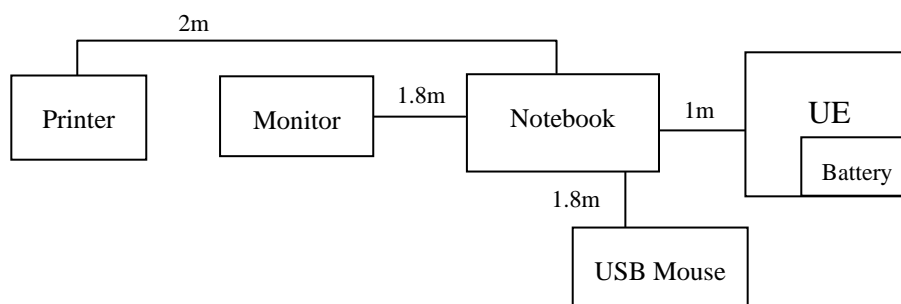 2m
Printer
Monitor
1.8m
Notebook
1m
UE
Battery
1.8m
USB Mouse